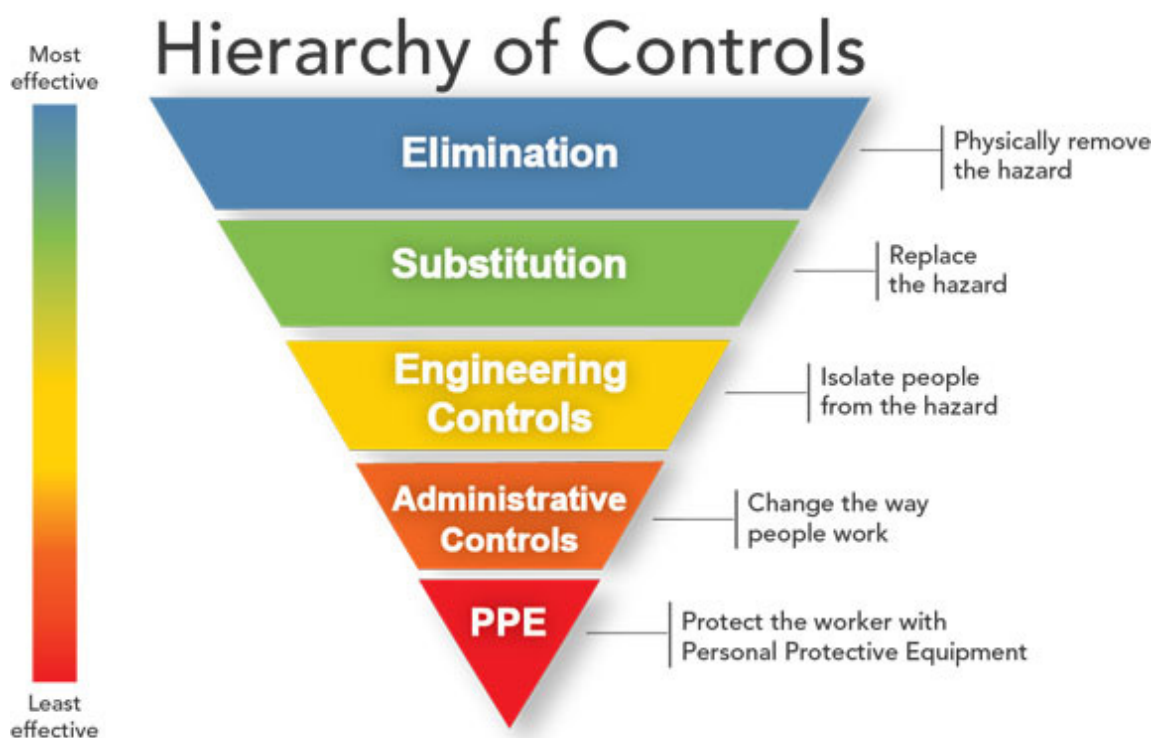 Hierarchy of Controls
Most
effective
Elimination
Physically remove
the hazard
Substitution
Replace
the hazard
Engineering
Controls
Isolate people
from the hazard
Administrative
Controls
Change the way
people work
PPE
Protect the worker with
Personal Protective Equipment
Least
effective